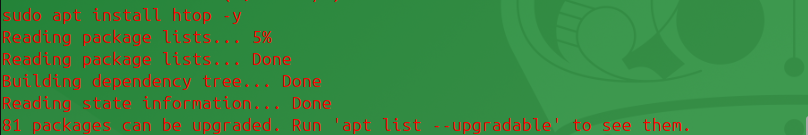 sudo apt install htop -y
Reading package lists... 5%
Reading package lists... Done
Building dependency tree... Done
Reading state information... Done
81 packages can be upgraded. Run 'apt list --upgradable' to see them.